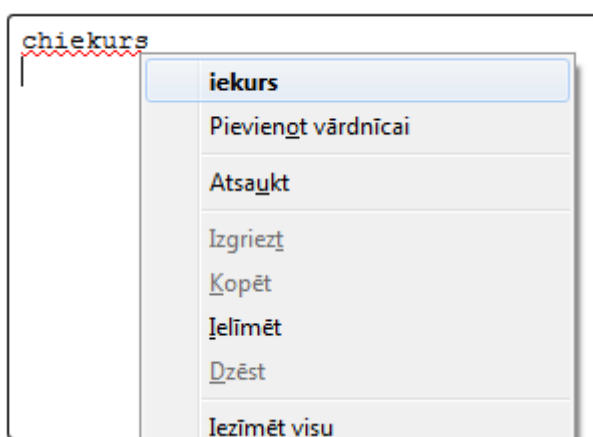 chiekurs
iekurs
Pievienot vārdnīcai
Atsaukt
Izgriezt
Kopēt
Ielīmēt
Dzēst
Iezīmēt visu